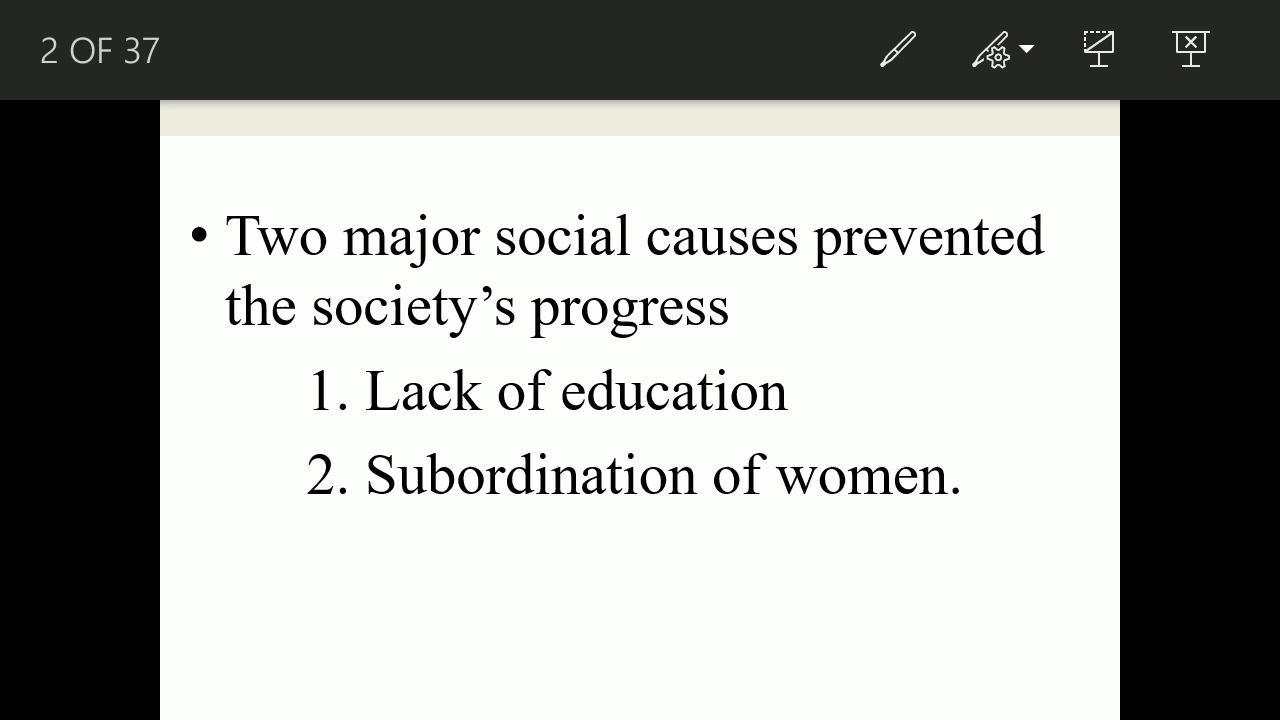 2 OF 37
• Two major social causes prevented
the society’s progress
1. Lack of education
2. Subordination of women.